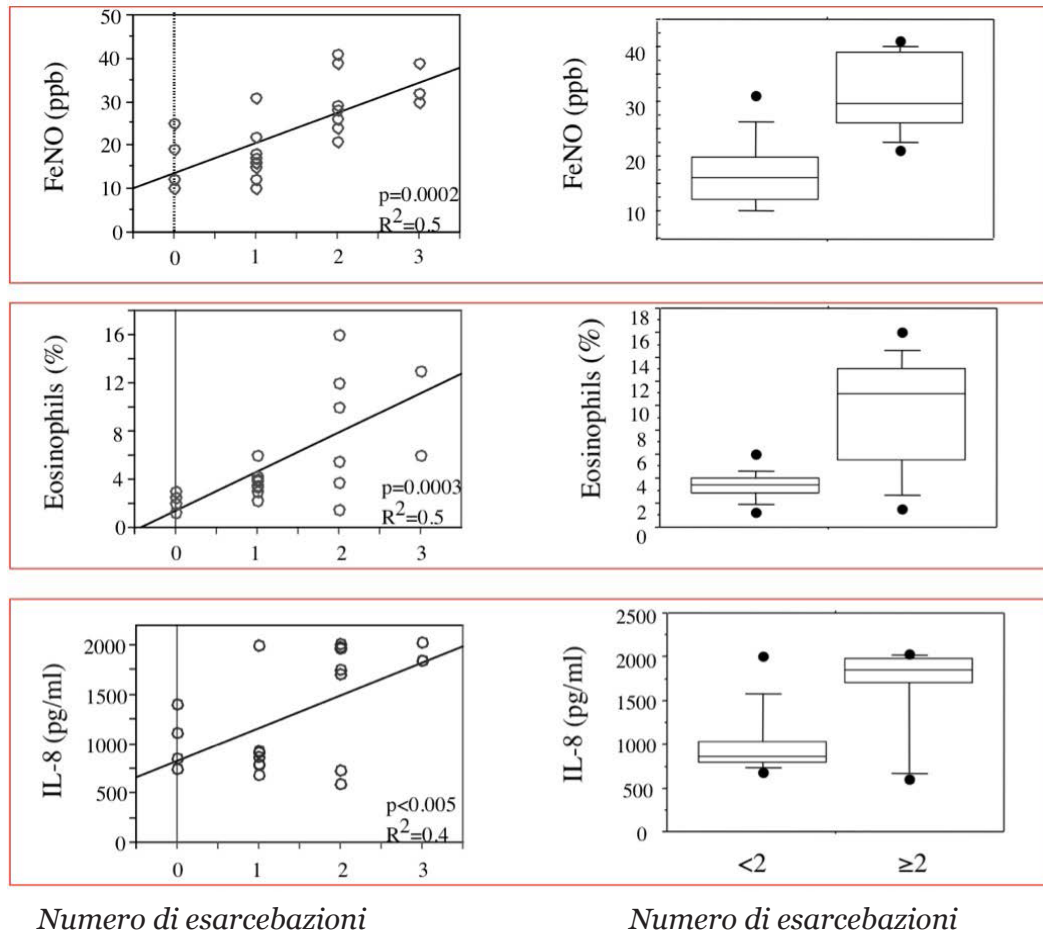 50
40
30
20
10
0
FeNO (ppb)
p=0.0002
R²=0.5
0 1 2 3
40
30
20
10
FeNO (ppb)
16
12
8
4
0
Eosinophils (%)
p=0.0003
R²=0.5
0 1 2 3
18
16
14
12
10
8
6
4
2
0
Eosinophils (%)
2000
1500
1000
500
0
IL-8 (pg/ml)
p<0.005
R²=0.4
0 1 2 3
Numero di esarcebazioni
2500
2000
1500
1000
500
0
IL-8 (pg/ml)
<2 ≥2
Numero di esarcebazioni